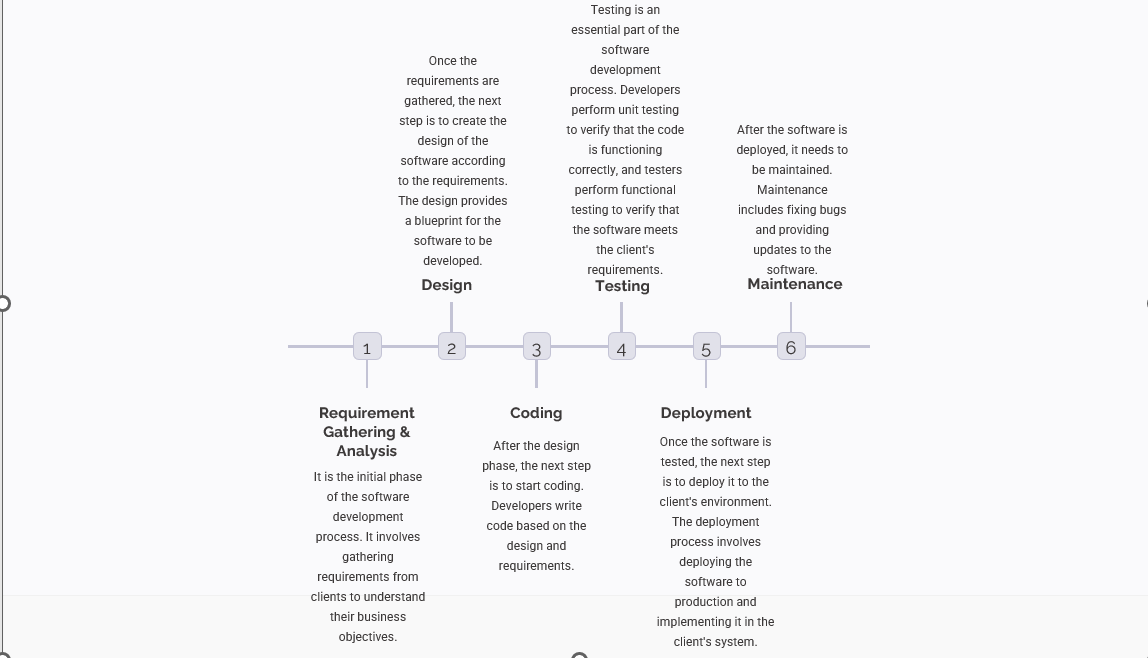 Once the
requirements are
gathered, the next
step is to create the
design of the
software according
to the requirements.
The design provides
a blueprint for the
software to be
developed.
Design
Testing is an
essential part of the
software
development
process. Developers
perform unit testing
to verify that the code
is functioning
correctly, and testers
perform functional
testing to verify that
the software meets
the client's
requirements.
Testing
After the software is
deployed, it needs to
be maintained.
Maintenance
includes fixing bugs
and providing
updates to the
software.
Maintenance
1
2
3
4
5
6
Requirement
Gathering &
Analysis
It is the initial phase
of the software
development
process. It involves
gathering
requirements from
clients to understand
their business
objectives.
Coding
After the design
phase, the next step
is to start coding.
Developers write
code based on the
design and
requirements.
Deployment
Once the software is
tested, the next step
is to deploy it to the
client's environment.
The deployment
process involves
deploying the
software to
production and
implementing it in the
client's system.